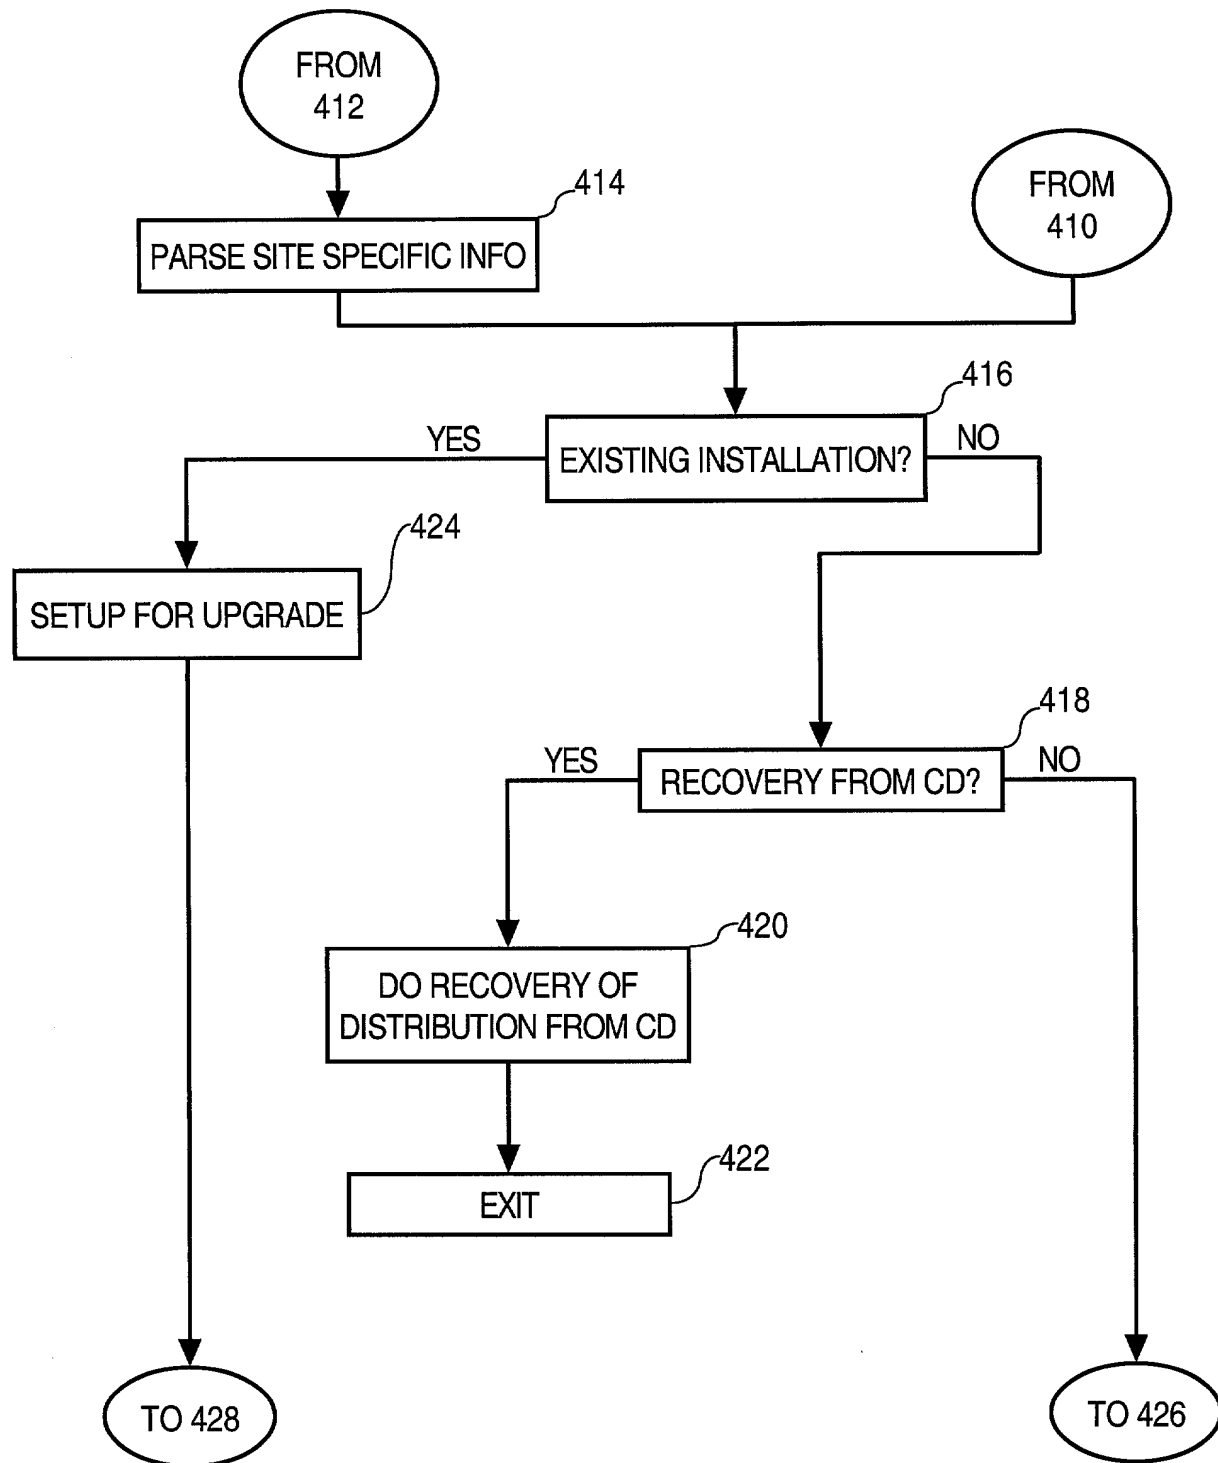 FROM
412
414
FROM
410
PARSE SITE SPECIFIC INFO
416
YES
NO
EXISTING INSTALLATION?
424
SETUP FOR UPGRADE
418
YES
NO
RECOVERY FROM CD?
420
DO RECOVERY OF
DISTRIBUTION FROM CD
422
EXIT
TO 428
TO 426